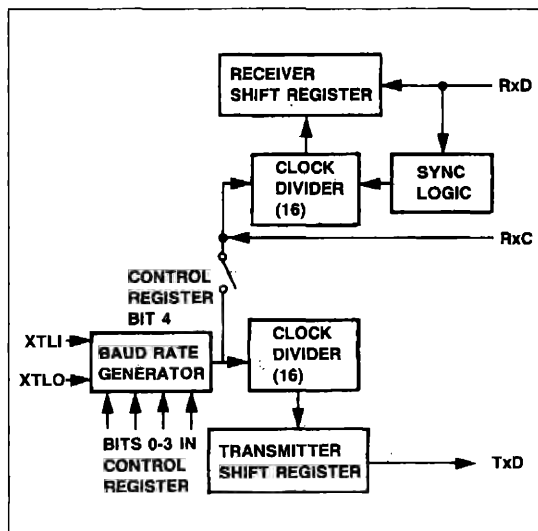 RECEIVER
SHIFT REGISTER
RxD
CLOCK
DIVIDER
(16)
SYNC
LOGIC
RxC
CONTROL
REGISTER
BIT 4
XTLI
XTLO
BAUD RATE
GENERATOR
CLOCK
DIVIDER
(16)
BITS 0-3 IN
CONTROL
REGISTER
TRANSMITTER
SHIFT REGISTER
TxD